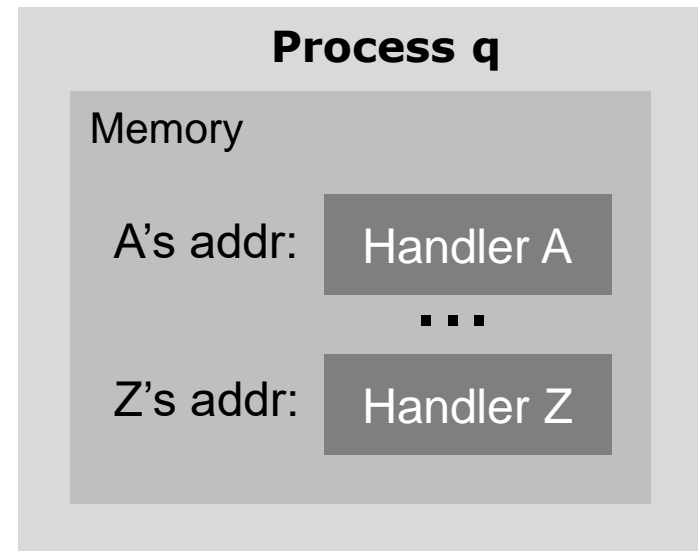 Process q
Memory
A’s addr: Handler A
...
Z’s addr: Handler Z